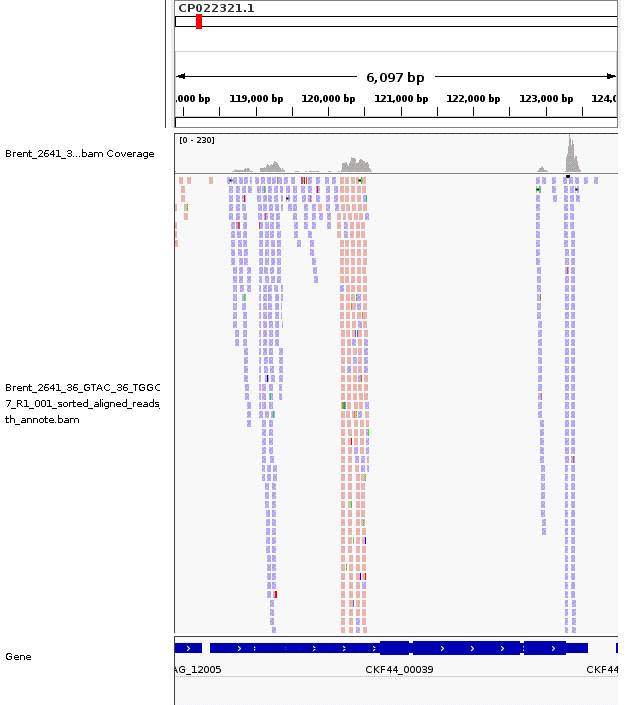 CP022321.1
6,097 bp
,000 bp 119,000 bp 120,000 bp 121,000 bp 122,000 bp 123,000 bp 124,0
[0 - 230]
Brent_2641_3...bam Coverage
Brent_2641_36_GTAC_36_TGGC
7_R1_001_sorted_aligned_reads_
th_annote.bam
Gene
AG_12005 CKF44_00039 CKF44